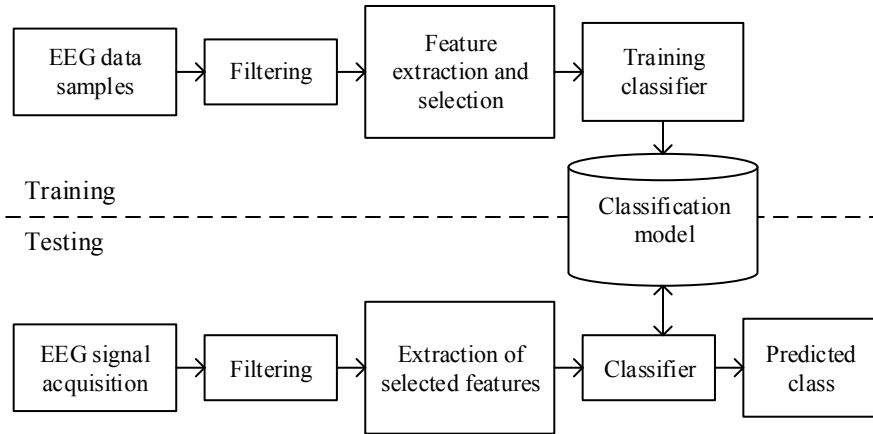 EEG data
samples
Filtering
Feature
extraction and
selection
Training
classifier
Training
Classification
model
Testing
EEG signal
acquisition
Filtering
Extraction of
selected features
Classifier
Predicted
class